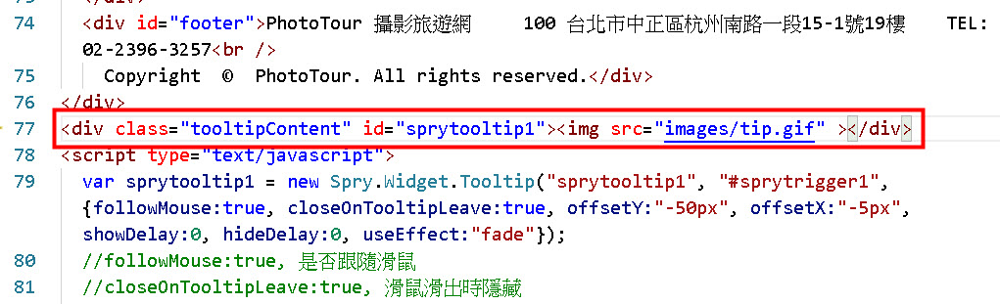 </div>
74 <div id="footer">PhotoTour 攝影旅遊網     100 台北市中正區杭州南路一段15-1號19樓    TEL:
02-2396-3257<br />
75 Copyright  ©  PhotoTour. All rights reserved.</div>
76 </div>
77 <div class="tooltipContent" id="sprytooltip1"><img src="images/tip.gif" ></div>
78 <script type="text/javascript">
79 var sprytooltip1 = new Spry.Widget.Tooltip("sprytooltip1", "#sprytrigger1",
{followMouse:true, closeOnTooltipLeave:true, offsetY:"-50px", offsetX:"-5px",
showDelay:0, hideDelay:0, useEffect:"fade"});
80 //followMouse:true, 是否跟隨滑鼠
81 //closeOnTooltipLeave:true, 滑鼠滑出時隱藏